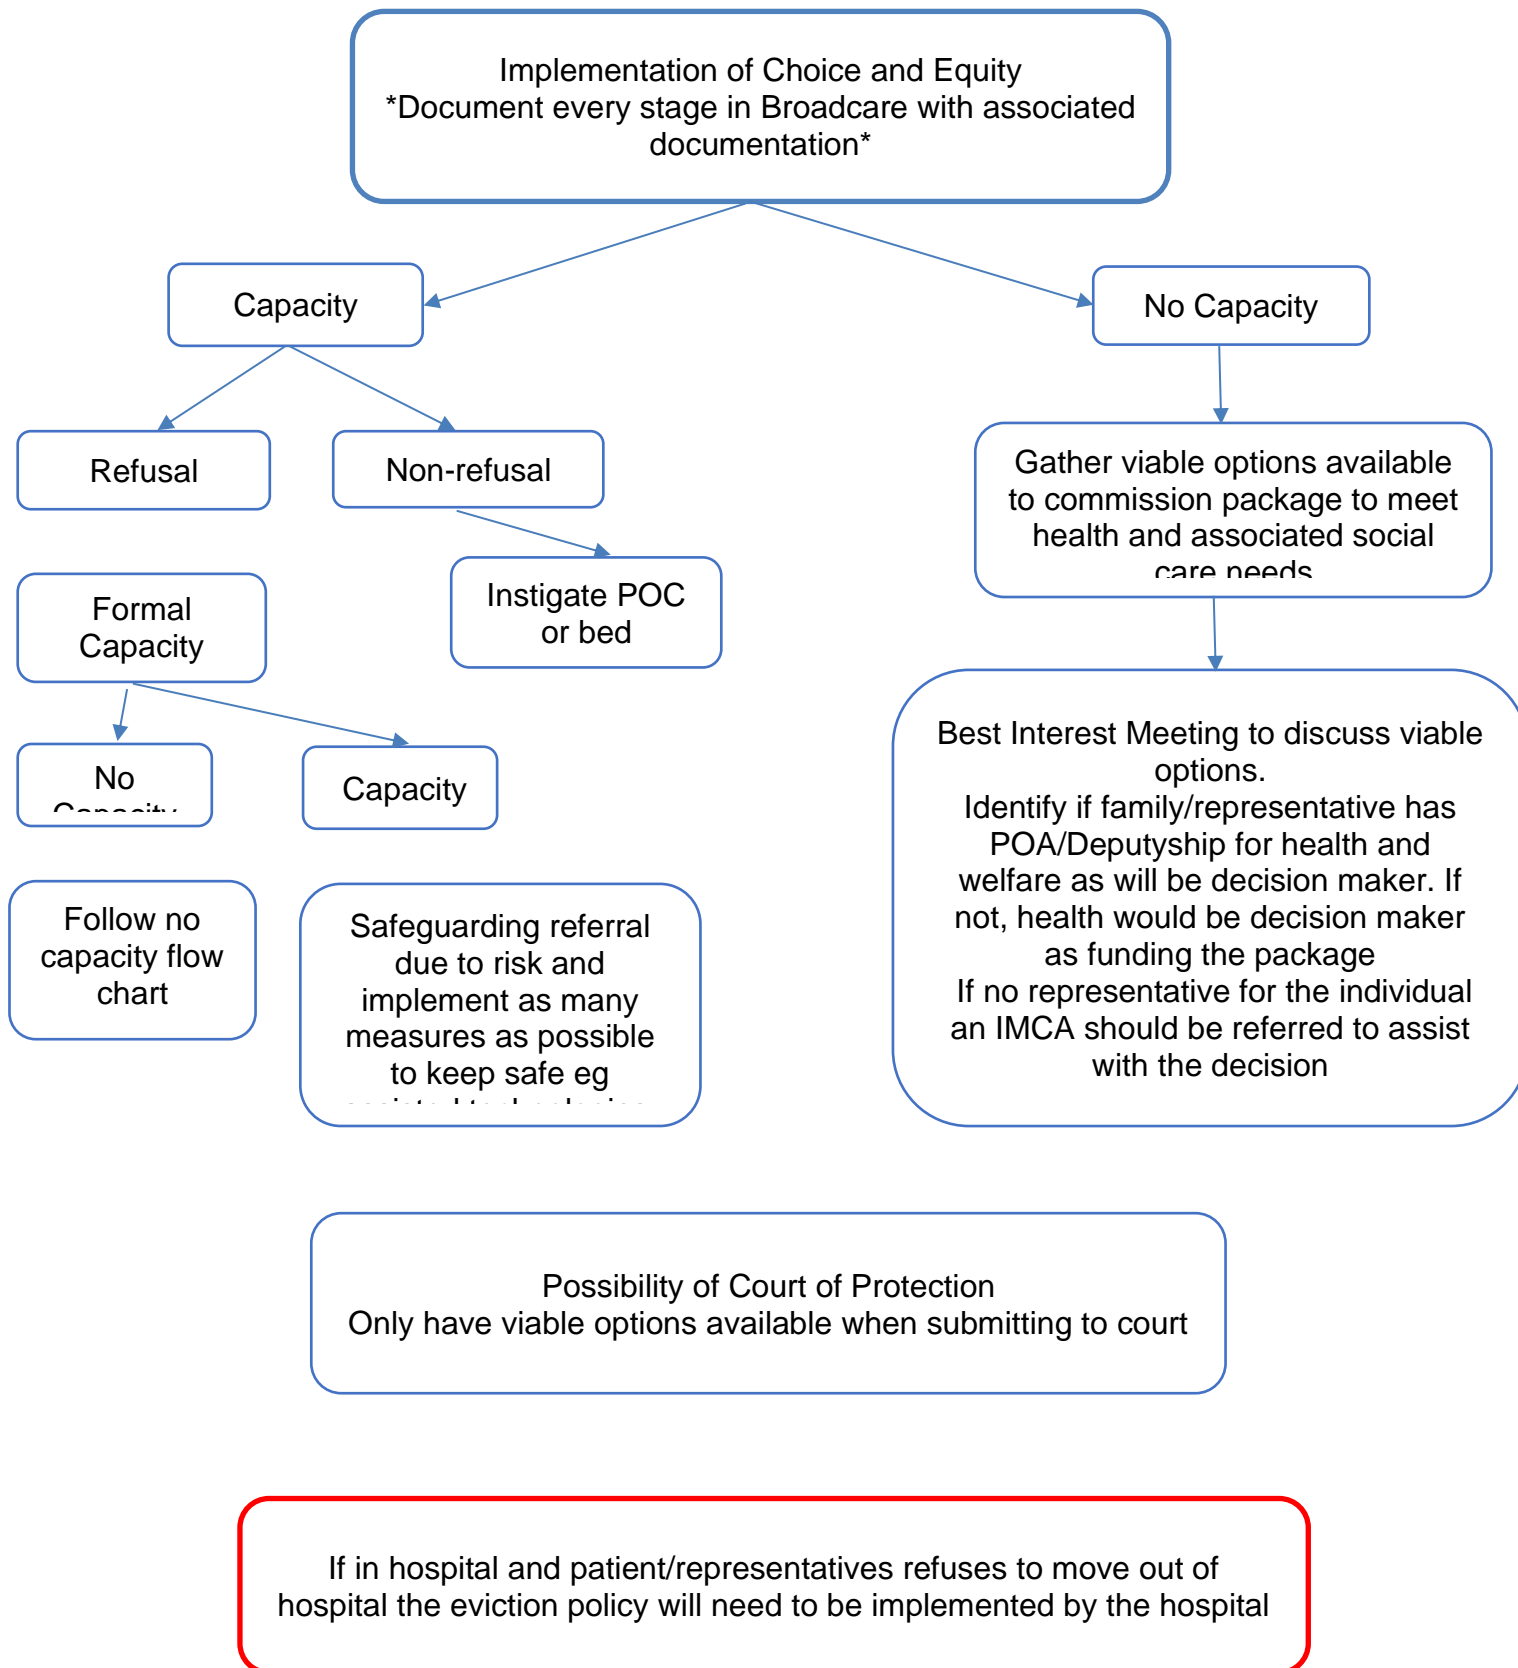 Implementation of Choice and Equity
*Document every stage in Broadcare with associated
documentation*
Capacity
No Capacity
Refusal
Non-refusal
Gather viable options available
to commission package to meet
health and associated social
care needs
Formal
Capacity
Instigate POC
or bed
No
Capacity
Capacity
Best Interest Meeting to discuss viable
options.
Identify if family/representative has
POA/Deputyship for health and
welfare as will be decision maker. If
not, health would be decision maker
as funding the package
If no representative for the individual
an IMCA should be referred to assist
with the decision
Follow no
capacity flow
chart
Safeguarding referral
due to risk and
implement as many
measures as possible
to keep safe eg
Possibility of Court of Protection
Only have viable options available when submitting to court
If in hospital and patient/representatives refuses to move out of
hospital the eviction policy will need to be implemented by the hospital